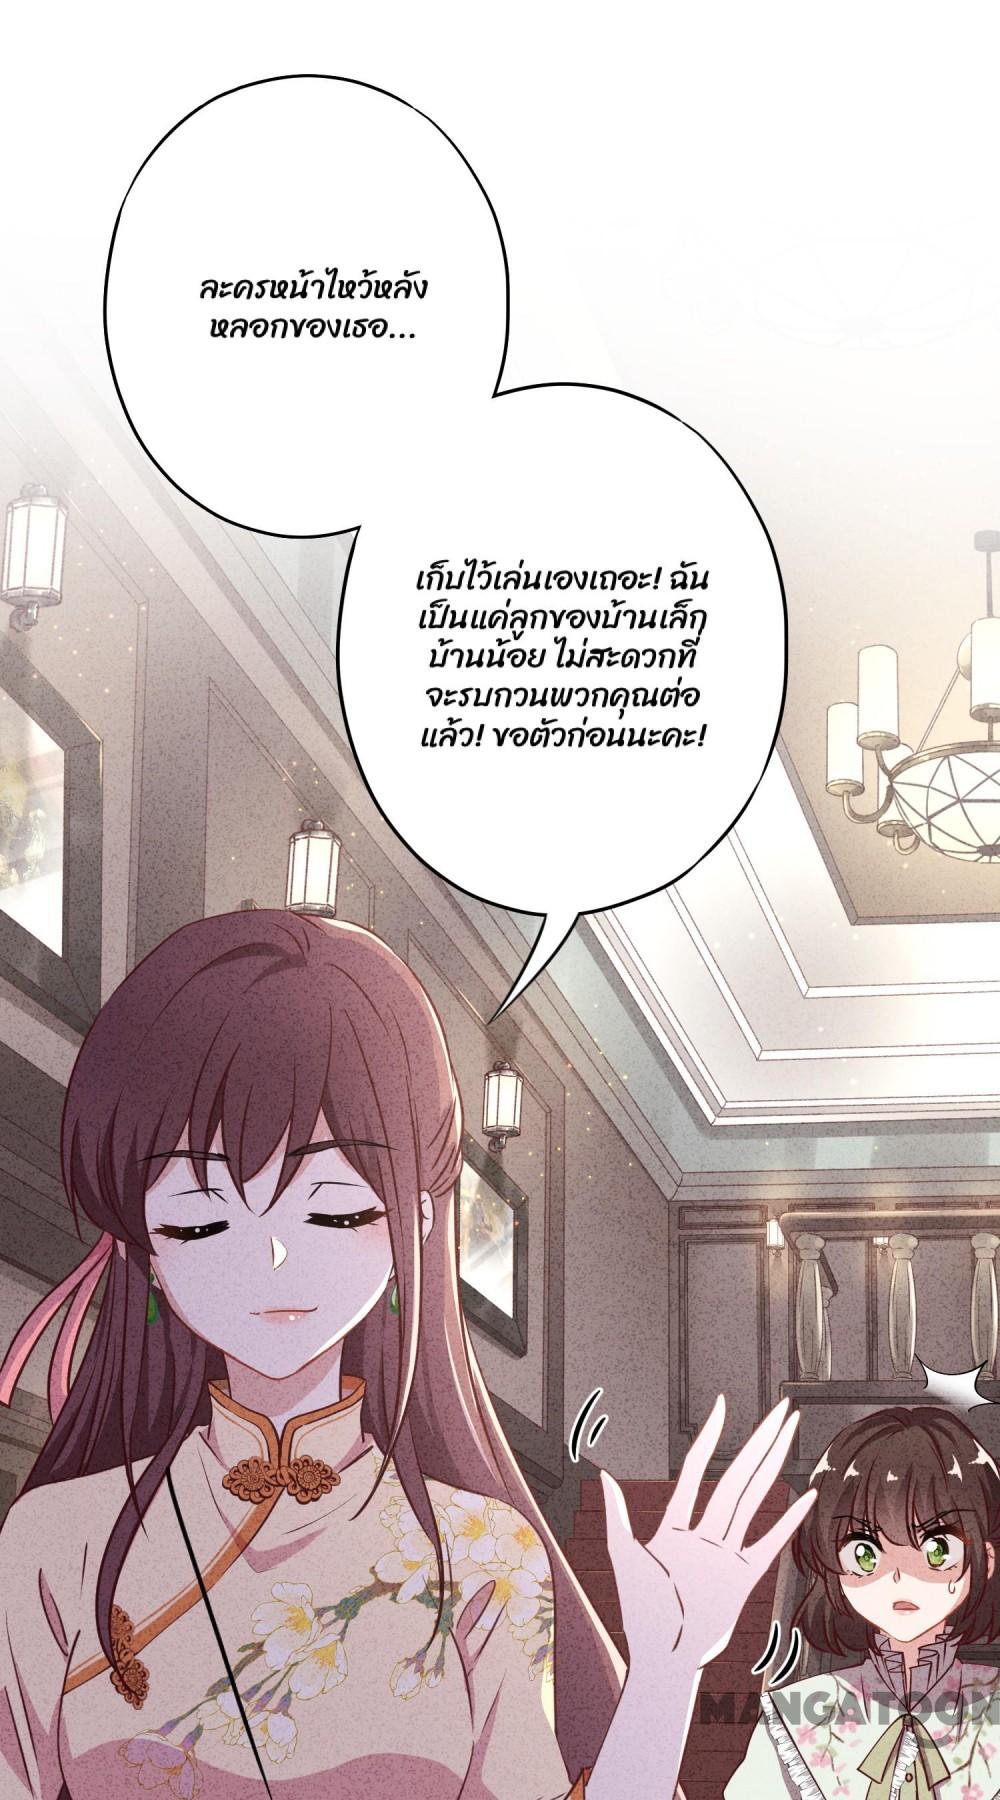 ละครหน้าไหว้หลัง
หลอกของเธอ...
เก็บไว้เล่นเองเถอะ! ฉัน
เป็นแค่ลูกของบ้านเล็ก
บ้านน้อย ไม่สะดวกที่
จะรบกวนพวกคุณต่อ
แล้ว! ขอตัวก่อนนะคะ!
MANGATOON